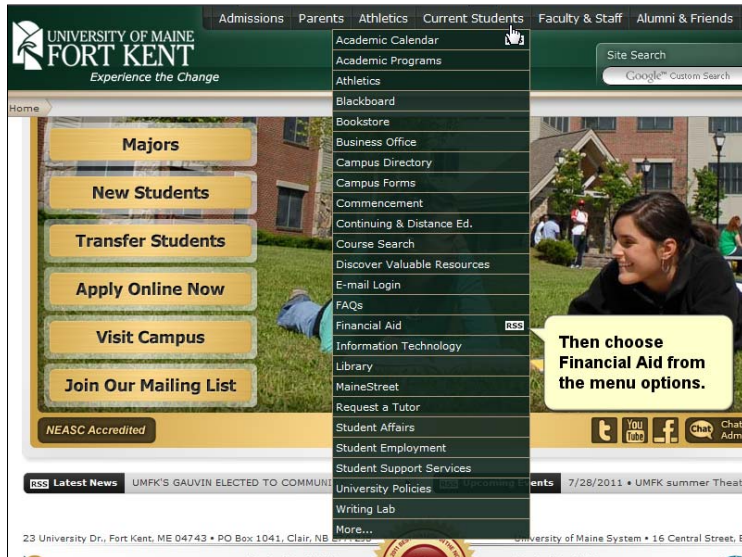 Admissions Parents Athletics Current Students Faculty & Staff Alumni & Friends
UNIVERSITY OF MAINE
FORT KENT
Experience the Change
Site Search
Google™ Custom Search
Home
Academic Calendar
Academic Programs
Athletics
Blackboard
Bookstore
Business Office
Campus Directory
Campus Forms
Commencement
Continuing & Distance Ed.
Course Search
Discover Valuable Resources
E-mail Login
FAQs
Financial Aid RSS
Information Technology
Library
MaineStreet
Request a Tutor
Student Affairs
Student Employment
Student Support Services
University Policies
Writing Lab
More...
Majors
New Students
Transfer Students
Apply Online Now
Visit Campus
Join Our Mailing List
Then choose
Financial Aid from
the menu options.
NEASC Accredited
You Tube
Chat Chat
RSS Latest News UMFK'S GAUVIN ELECTED TO COMMUNI
RSS Upcoming Events 7/28/2011 • UMFK summer Theat
23 University Dr., Fort Kent, ME 04743 • PO Box 1041, Clair, NB
University of Maine System • 16 Central Street,